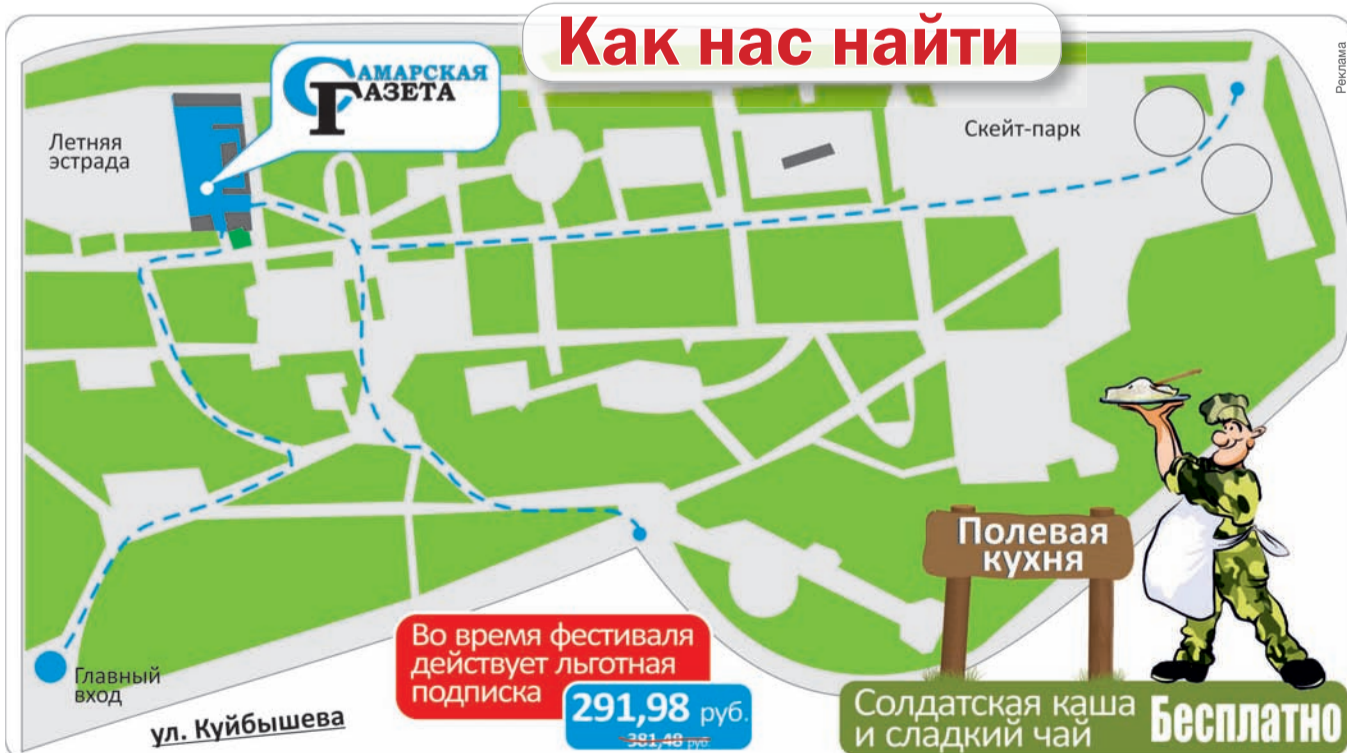 Как нас найти
Реклама
САМАРСКАЯ
ГАЗЕТА
Летняя
эстрада
Скейт-парк
Полевая
кухня
Главный
вход
ул. Куйбышева
Во время фестиваля
действует льготная
подписка
291,98 руб.
381,48 руб.
Солдатская каша
и сладкий чай
Бесплатно